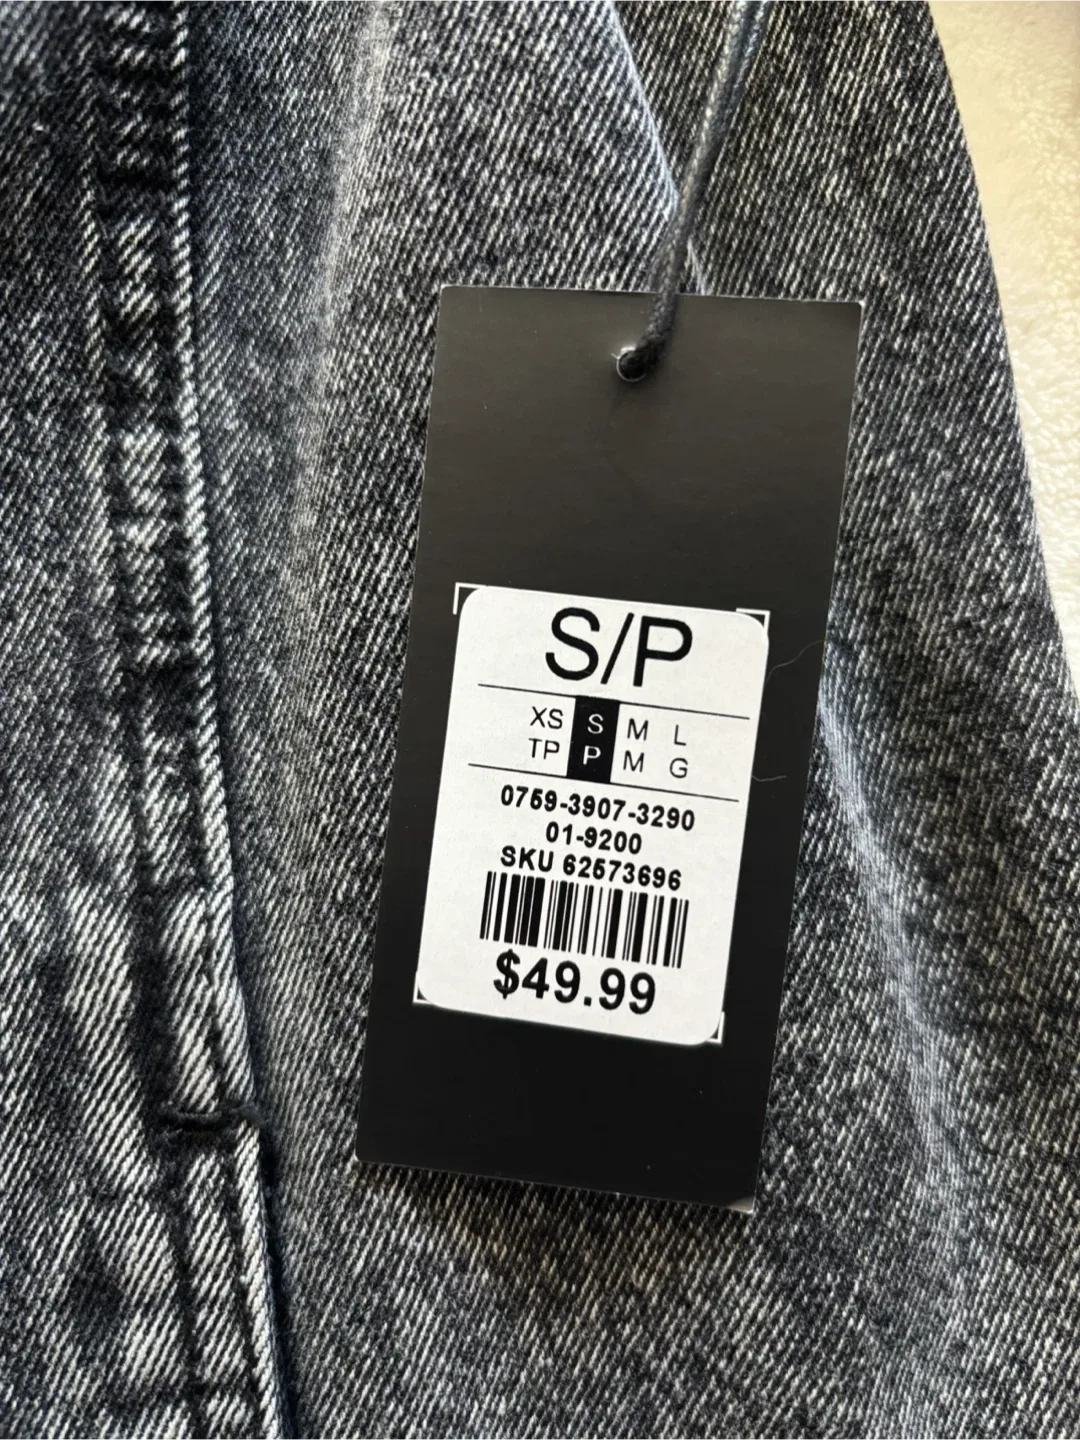 S/P
XS S M L
TP P M G
0759-3907-3290
01-9200
SKU 62573696
$49.99